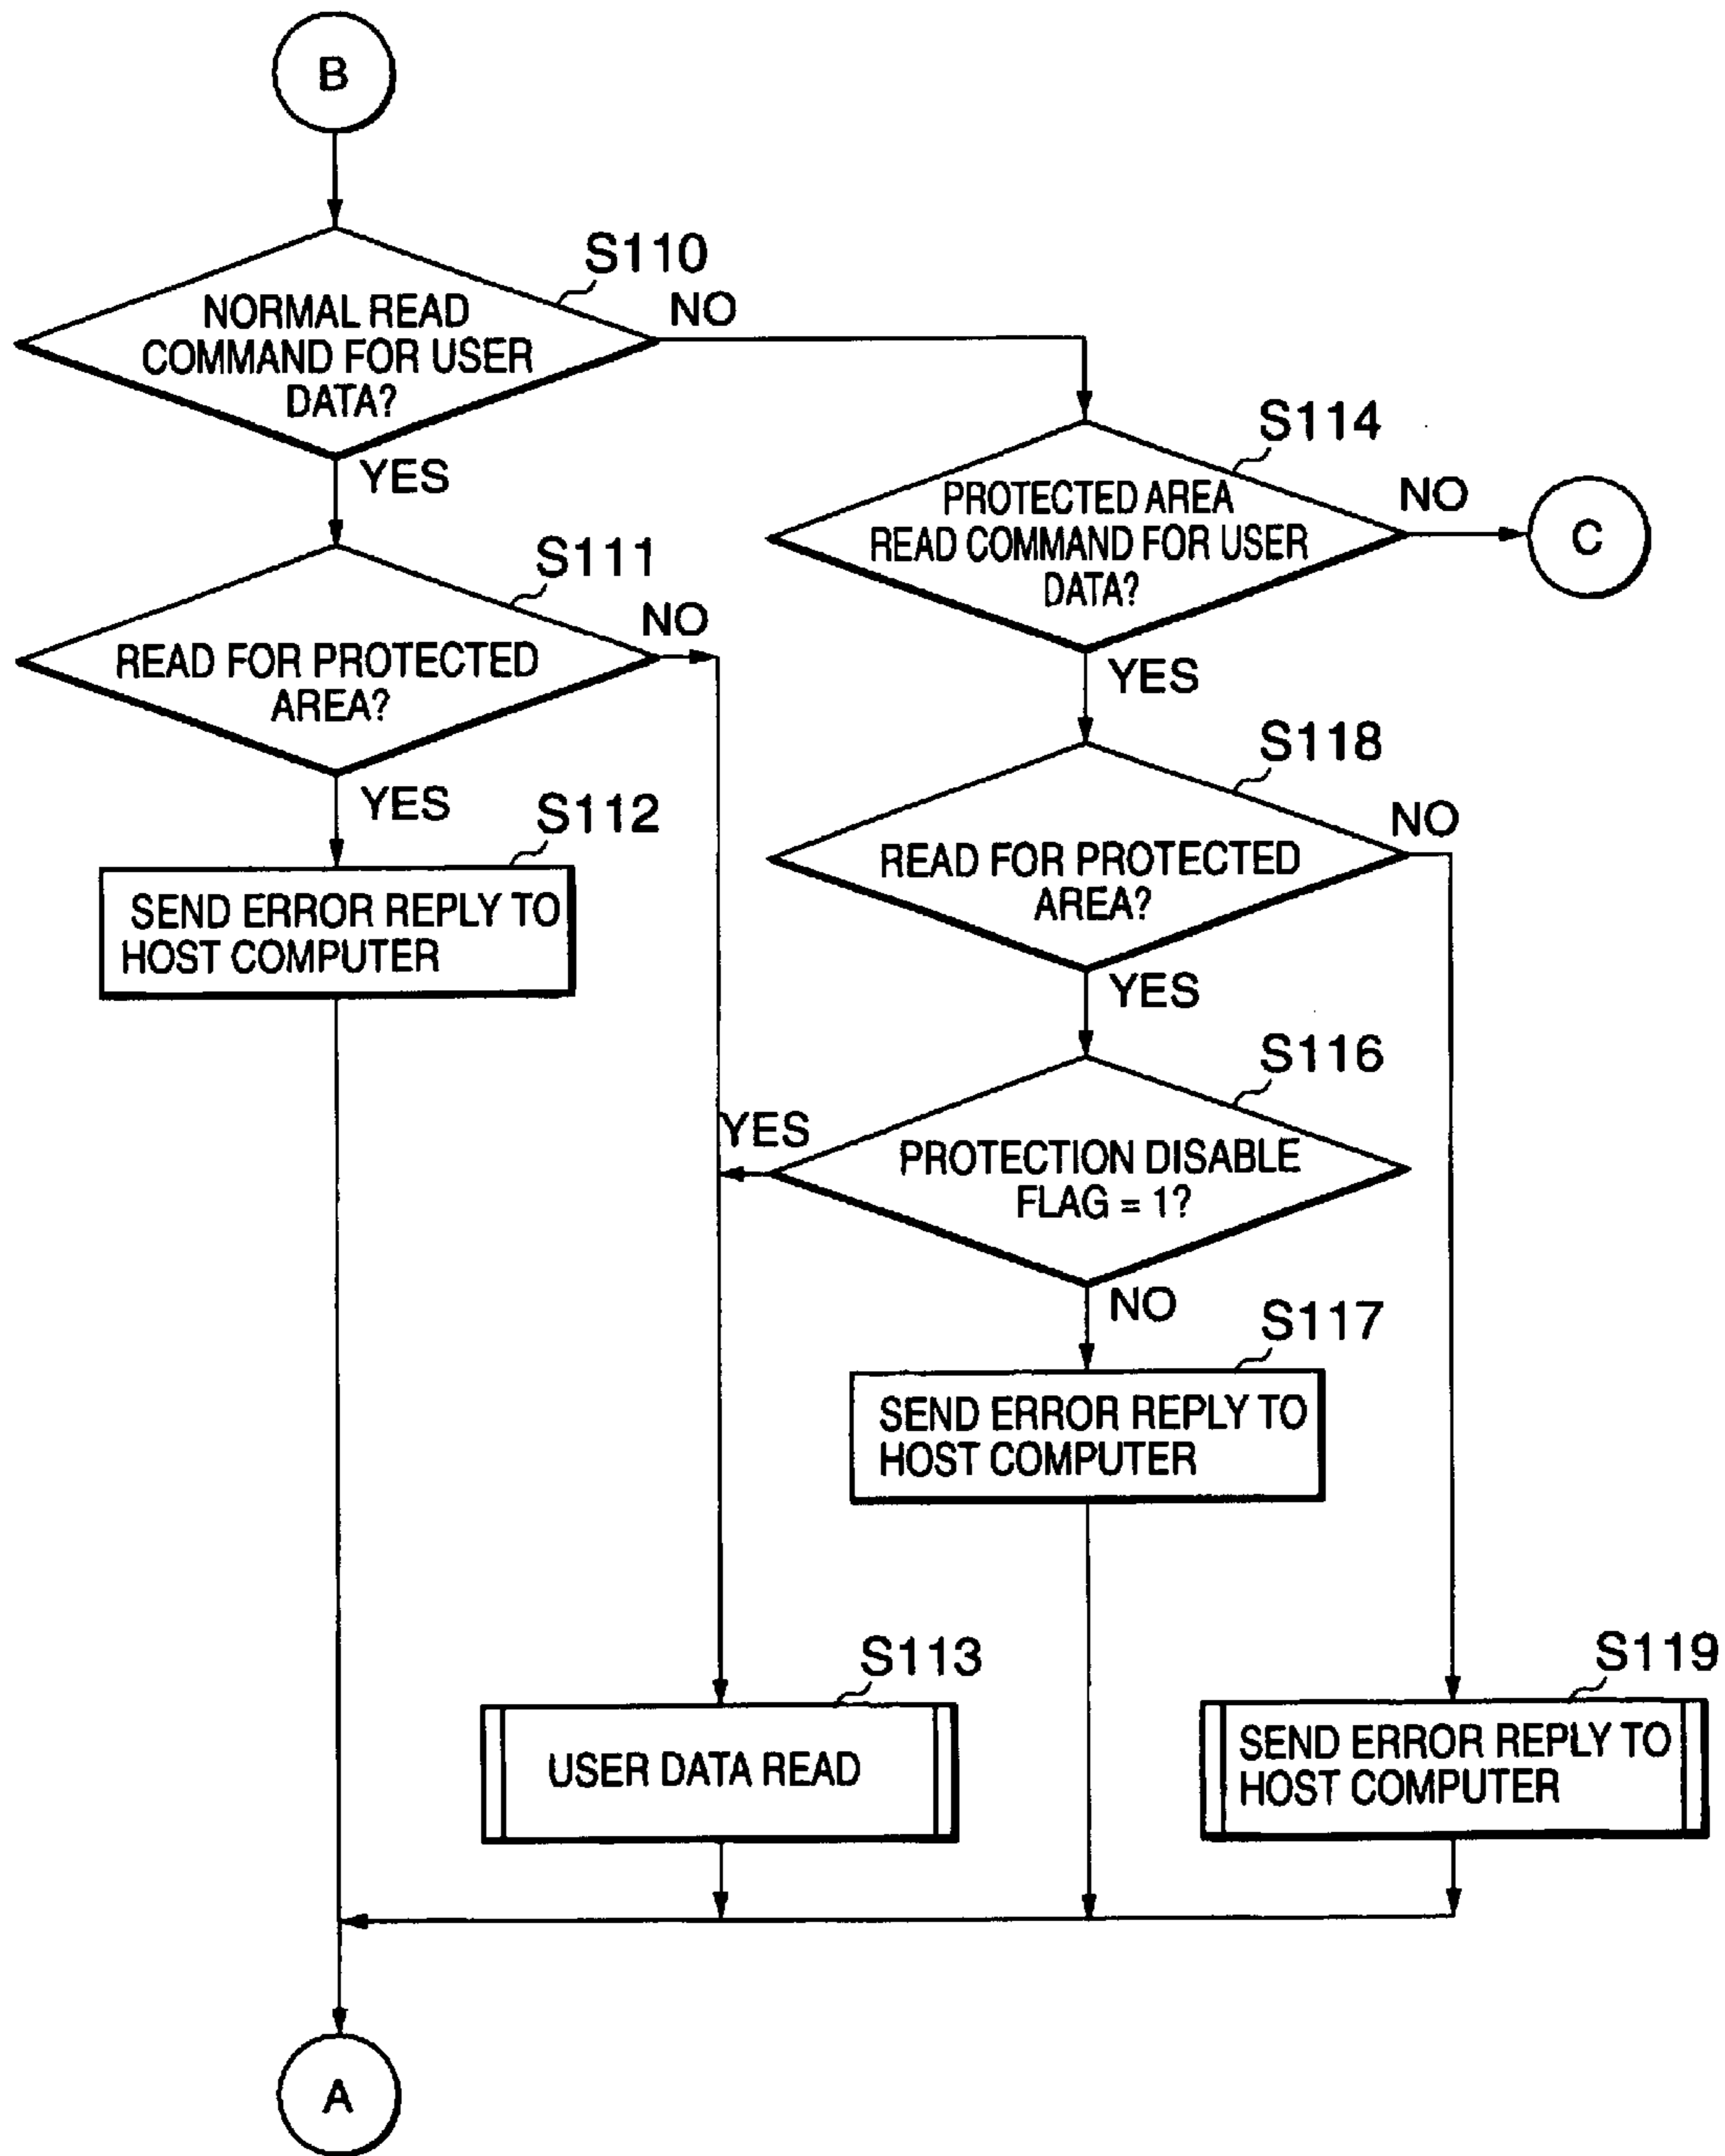 B
S110
NORMAL READ
COMMAND FOR USER
DATA?
NO
YES
S114
PROTECTED AREA
READ COMMAND FOR USER
DATA?
NO
C
YES
S111
READ FOR PROTECTED
AREA?
NO
YES
S118
READ FOR PROTECTED
AREA?
NO
YES
S112
SEND ERROR REPLY TO
HOST COMPUTER
S116
PROTECTION DISABLE
FLAG = 1?
YES
NO
S117
SEND ERROR REPLY TO
HOST COMPUTER
S113
USER DATA READ
S119
SEND ERROR REPLY TO
HOST COMPUTER
A